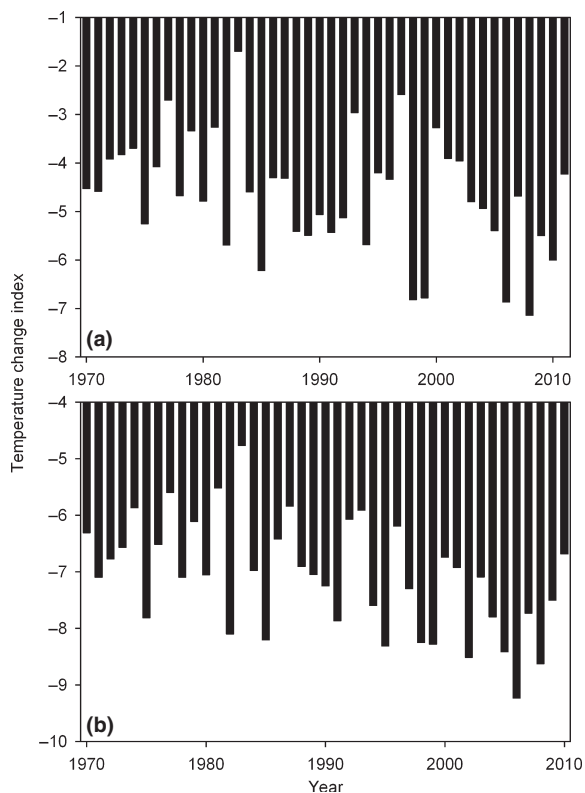 Temperature change index
–1
–2
–3
–4
–5
–6
–7
–8
(a)
1970 1980 1990 2000 2010
–4
–5
–6
–7
–8
–9
–10
(b)
1970 1980 1990 2000 2010
Year